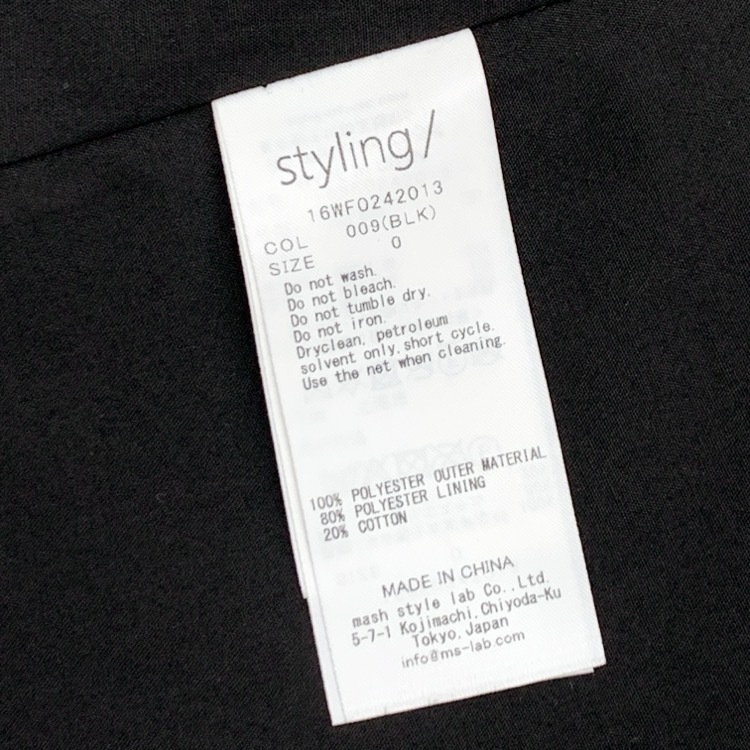 styling/
16WF0242013
COL 009(BLK)
SIZE 0
Do not wash.
Do not bleach.
Do not tumble dry.
Do not iron.
Dryclean, petroleum
solvent only.short cycle.
Use the net when cleaning.
100% POLYESTER OUTER MATERIAL
80% POLYESTER LINING
20% COTTON
MADE IN CHINA
mash style lab Co.,Ltd.
5-7-1 Kojimachi,Chiyoda-Ku
Tokyo,Japan
info@ms-lab.com